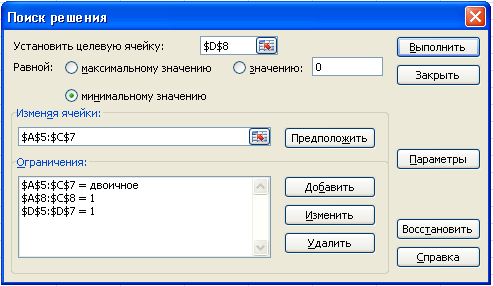 Поиск решения
Установить целевую ячейку: $D$8 Выполнить
Равной: максимальному значению значению: 0 Закрыть
минимальному значению
Изменяя ячейки:
$A$5:$C$7 Предположить
Ограничения: Параметры
$A$5:$C$7 = двоичное Добавить
$A$8:$C$8 = 1
$D$5:$D$7 = 1 Изменить
Восстановить
Удалить
Справка